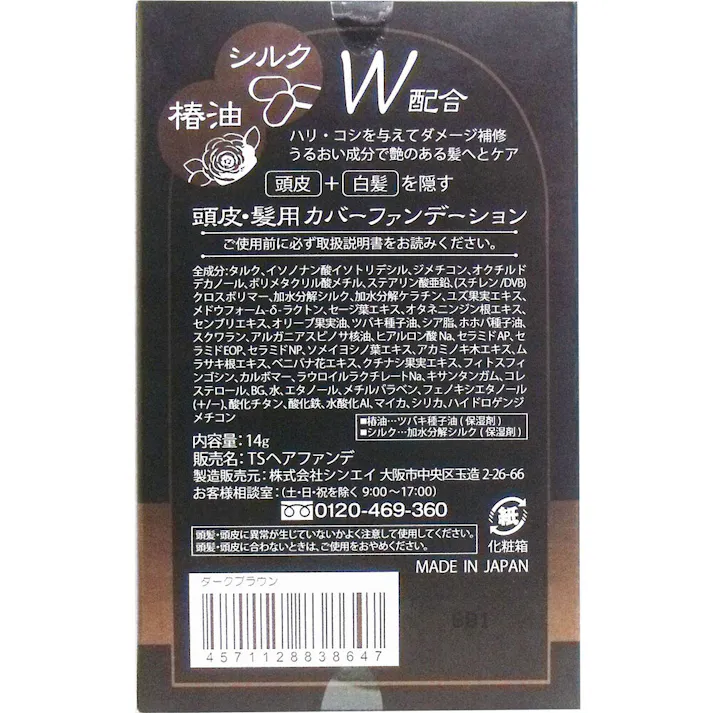 シルク
椿油
W配合
ハリ・コシを与えてダメージ補修
うるおい成分で艶のある髪へとケア
頭皮+白髪を隠す
頭皮・髪用カバーファンデーション
ご使用前に必ず取扱説明書をお読みください。
全成分:タルク、イソノナン酸イソトリデシル、ジメチコン、オクチルド
デカノール、ポリメタクリル酸メチル、ステアリン酸亜鉛、(スチレン/DVB)
クロスポリマー、加水分解シルク、加水分解ケラチン、ユズ果実エキス、
メドウフォーム-δ-ラクトン、セージ葉エキス、オタネニンジン根エキス、
センブリエキス、オリーブ果実油、ツバキ種子油、シア脂、ホホバ種子油、
スクワラン、アルガニアスピノサ核油、ヒアルロン酸Na、セラミドAP、セ
ラミドEOP、セラミドNP、ソメイヨシノ葉エキス、アカミノキ木エキス、ム
ラサキ根エキス、ベニバナ花エキス、クチナシ果実エキス、フィトスフィ
ンゴシン、カルボマー、ラウロイルラクチレートNa、キサンタンガム、コレ
ステロール、BG、水、エタノール、メチルパラベン、フェノキシエタノール
(+/-)、酸化チタン、酸化鉄、水酸化Al、マイカ、シリカ、ハイドロゲンジ
メチコン
■椿油…ツバキ種子油(保湿剤)
■シルク…加水分解シルク(保湿剤)
内容量:14g
販売名:TSヘアファンデ
製造販売元:株式会社シンエイ 大阪市中央区玉造2-26-66
お客様相談室:(土・日・祝を除く 9:00〜17:00)
0120-469-360
頭髪・頭皮に異常が生じていないかよく注意して使用してください。
頭髪・頭皮に合わないときは、ご使用をおやめください。
紙
化粧箱
MADE IN JAPAN
ダークブラウン
4571128838647